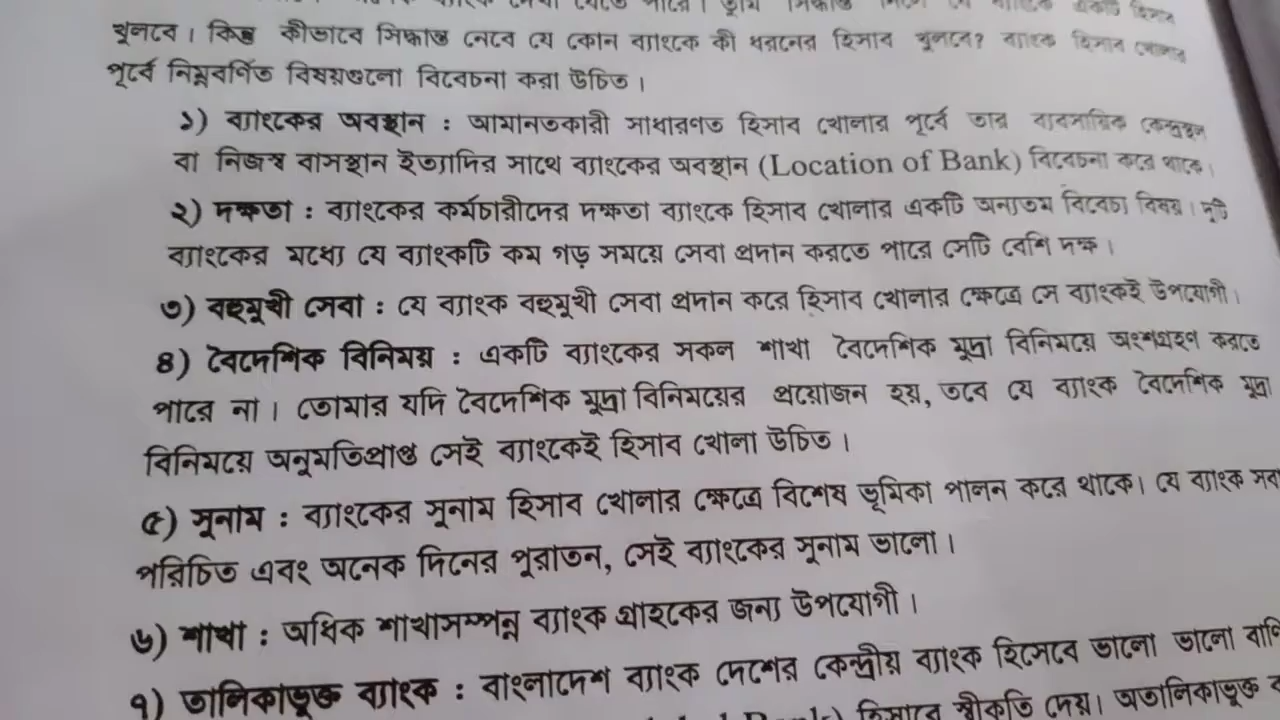 খুলবে। কিন্তু কীভাবে সিদ্ধান্ত নেবে যে কোন ব্যাংকে কী ধরনের হিসাব খুলবে? ব্যাংক হিসাব খোলার
পূর্বে নিম্নবর্ণিত বিষয়গুলো বিবেচনা করা উচিত।
১) ব্যাংকের অবস্থান : আমানতকারী সাধারণত হিসাব খোলার পূর্বে তার ব্যবসায়িক কেন্দ্রস্থল
বা নিজস্ব বাসস্থান ইত্যাদির সাথে ব্যাংকের অবস্থান (Location of Bank) বিবেচনা করে থাকে।
২) দক্ষতা : ব্যাংকের কর্মচারীদের দক্ষতা ব্যাংকে হিসাব খোলার একটি অন্যতম বিবেচ্য বিষয়। দুটি
ব্যাংকের মধ্যে যে ব্যাংকটি কম গড় সময়ে সেবা প্রদান করতে পারে সেটি বেশি দক্ষ।
৩) বহুমুখী সেবা : যে ব্যাংক বহুমূখী সেবা প্রদান করে হিসাব খোলার ক্ষেত্রে সে ব্যাংকই উপযোগী।
৪) বৈদেশিক বিনিময় : একটি ব্যাংকের সকল শাখা বৈদেশিক মুদ্রা বিনিময়ে অংশগ্রহণ করতে
পারে না। তোমার যদি বৈদেশিক মুদ্রা বিনিময়ের প্রয়োজন হয়, তবে যে ব্যাংক বৈদেশিক মুদ্রা
বিনিময়ে অনুমতিপ্রাপ্ত সেই ব্যাংকেই হিসাব খোলা উচিত।
৫) সুনাম : ব্যাংকের সুনাম হিসাব খোলার ক্ষেত্রে বিশেষ ভূমিকা পালন করে থাকে। যে ব্যাংক
পরিচিত এবং অনেক দিনের পুরাতন, সেই ব্যাংকের সুনাম ভালো।
৬) শাখা : অধিক শাখাসম্পন্ন ব্যাংক গ্রাহকের জন্য উপযোগী।
৭) তালিকাভুক্ত ব্যাংক : বাংলাদেশ ব্যাংক দেশের কেন্দ্রীয় ব্যাংক হিসেবে ভালো ভালো
হিসাবে স্বীকৃতি দেয়। অতালিকাভুক্ত